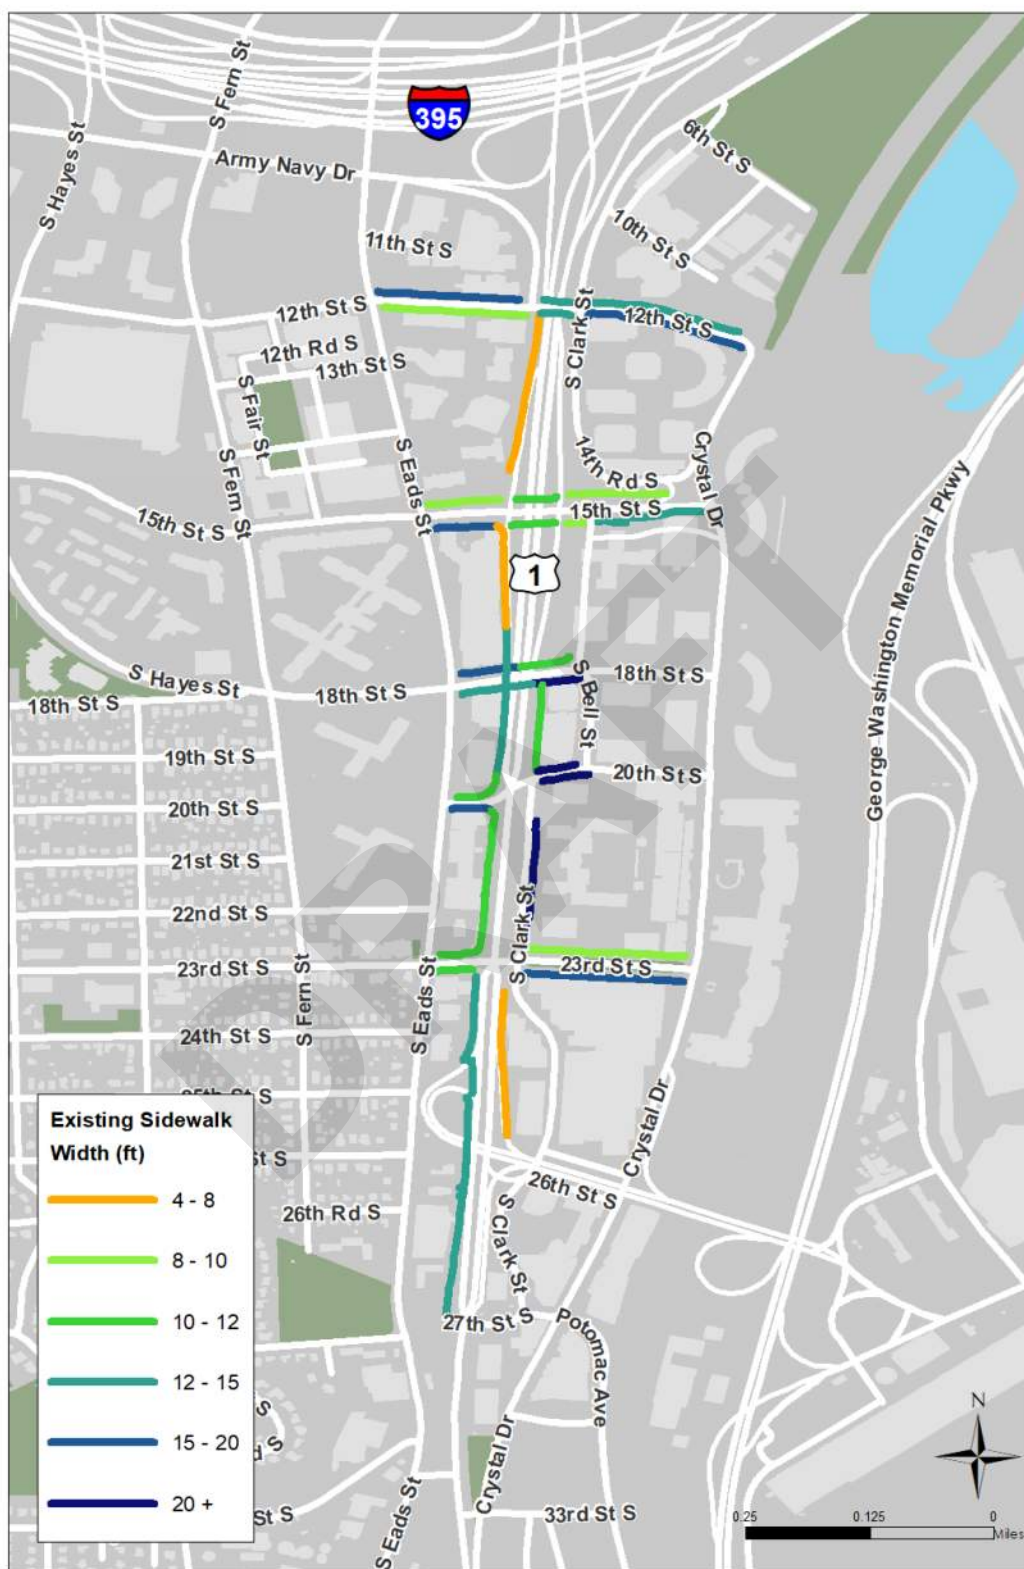 S Fern St
395
S Hayes St
6th St S
Army Navy Dr
10th St S
11th St S
12th St S
12th St S
S Clark St
12th Rd S
13th St S
S Fair St
S Fern St
S Eads St
14th Rd S
Crystal Dr
15th St S
15th St S
1
George Washington Memorial Pkwy
S Hayes St
18th St S
18th St S
18th St S
S Bell St
19th St S
20th St S
20th St S
21st St S
22nd St S
S Clark St
23rd St S
23rd St S
S Fern St
S Eads St
24th St S
25th St S
St S
Crystal Dr
26th St S
26th Rd S
S Clark St
27th St S
Potomac Ave
S
d S
St S
Crystal Dr
S Eads St
33rd St S
DRAFT
Existing Sidewalk
Width (ft)
4 - 8
8 - 10
10 - 12
12 - 15
15 - 20
20 +
N
0.25 0.125 0
Miles